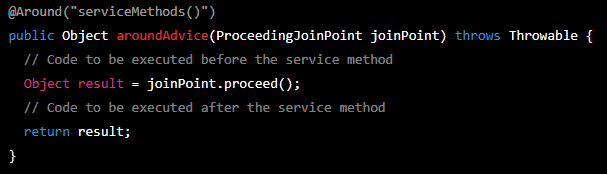 @Around("serviceMethods()")
public Object aroundAdvice(ProceedingJoinPoint joinPoint) throws Throwable {
  // Code to be executed before the service method
  Object result = joinPoint.proceed();
  // Code to be executed after the service method
  return result;
}